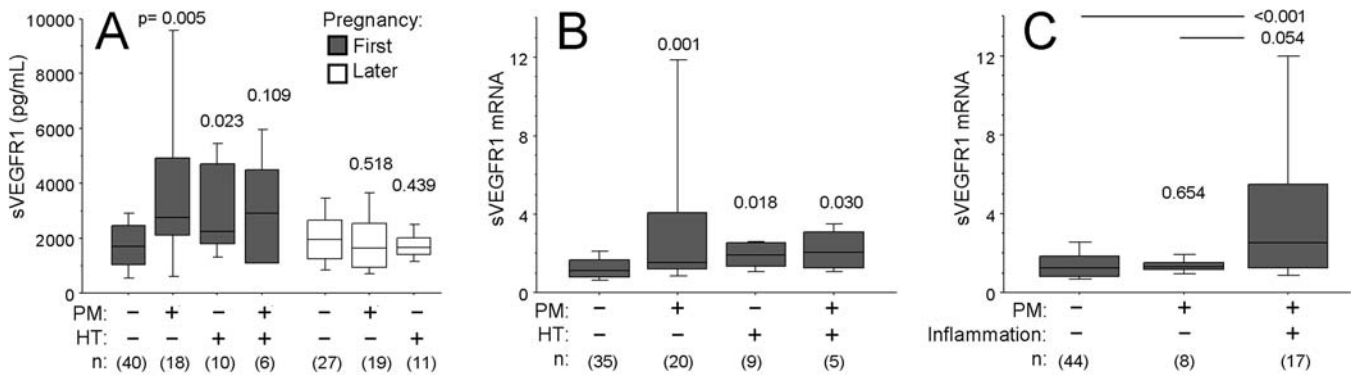 A
sVEGFR1 (pg/mL)
10000
8000
6000
4000
2000
0
p= 0.005
0.023
0.109
0.518
0.439
Pregnancy:
First
Later
PM: − + − + − + −
HT: − − + + − − +
n: (40) (18) (10) (6) (27) (19) (11)
B
sVEGFR1 mRNA
12
8
4
0
0.001
0.018
0.030
PM: − + − +
HT: − − + +
n: (35) (20) (9) (5)
C
sVEGFR1 mRNA
12
8
4
0
<0.001
0.054
0.654
PM: − + +
Inflammation: − − +
n: (44) (8) (17)